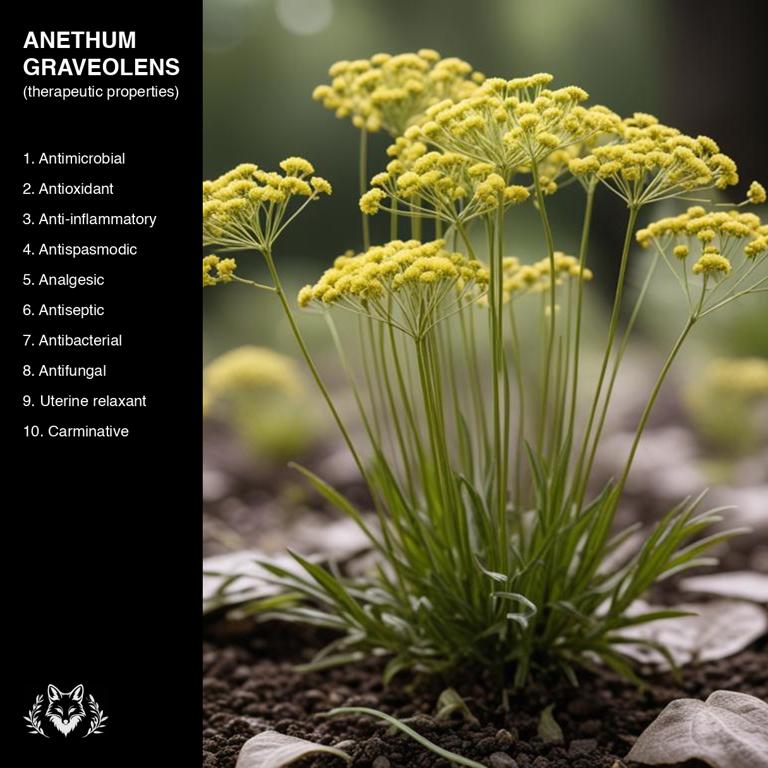 ANETHUM
GRAVEOLENS
(therapeutic properties)
1. Antimicrobial
2. Antioxidant
3. Anti-inflammatory
4. Antispasmodic
5. Analgesic
6. Antiseptic
7. Antibacterial
8. Antifungal
9. Uterine relaxant
10. Carminative